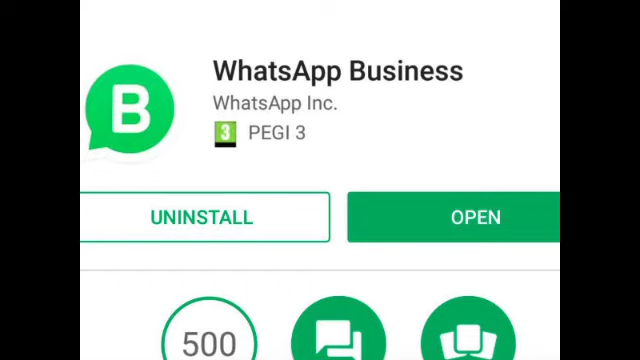 B
WhatsApp Business
WhatsApp Inc.
3 PEGI 3
UNINSTALL
OPEN
500